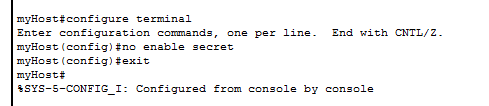 myHost#configure terminal
Enter configuration commands, one per line.  End with CNTL/Z.
myHost(config)#no enable secret
myHost(config)#exit
myHost#
%SYS-5-CONFIG_I: Configured from console by console